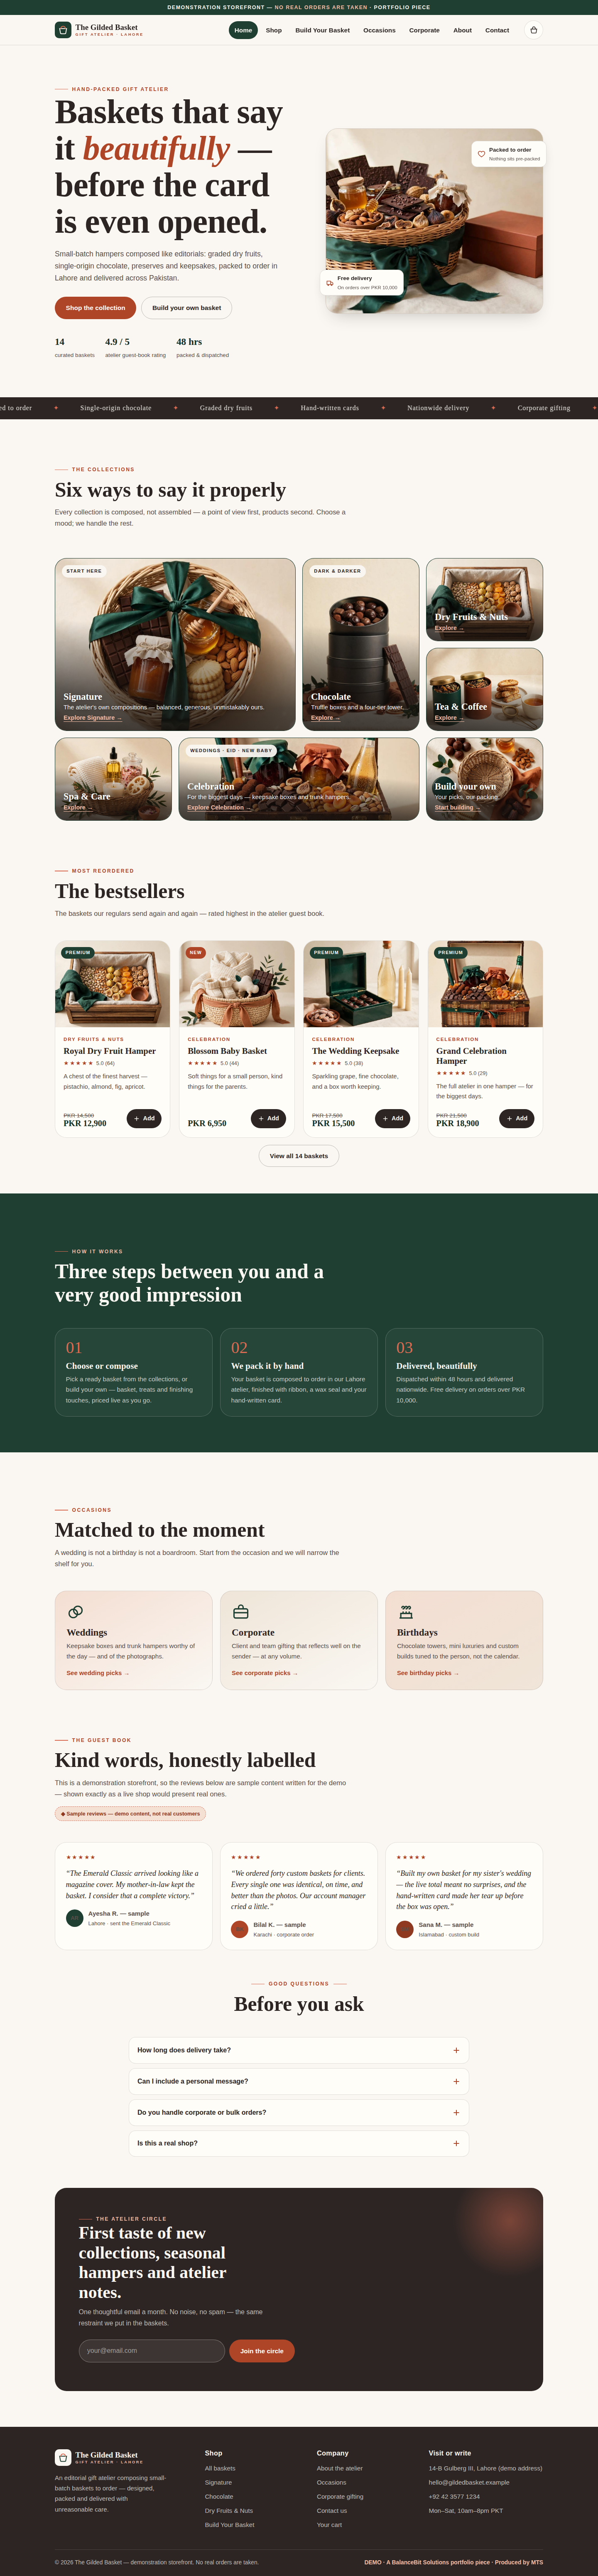 DEMONSTRATION STOREFRONT — NO REAL ORDERS ARE TAKEN · PORTFOLIO PIECE
The Gilded Basket
GIFT ATELIER · LAHORE
Home
Shop
Build Your Basket
Occasions
Corporate
About
Contact
HAND-PACKED GIFT ATELIER
Baskets that say
it beautifully —
before the card
is even opened.
Small-batch hampers composed like editorials: graded dry fruits,
single-origin chocolate, preserves and keepsakes, packed to order in
Lahore and delivered across Pakistan.
Shop the collection
Build your own basket
14
curated baskets
4.9 / 5
atelier guest-book rating
48 hrs
packed & dispatched
Packed to order
Nothing sits pre-packed
Free delivery
On orders over PKR 10,000
ed to order ✦ Single-origin chocolate ✦ Graded dry fruits ✦ Hand-written cards ✦ Nationwide delivery ✦ Corporate gifting ✦
THE COLLECTIONS
Six ways to say it properly
Every collection is composed, not assembled — a point of view first, products second. Choose a
mood; we handle the rest.
START HERE
Signature
The atelier's own compositions — balanced, generous, unmistakably ours.
Explore Signature →
DARK & DARKER
Chocolate
Truffle boxes and a four-tier tower.
Explore →
Dry Fruits & Nuts
Explore →
Tea & Coffee
Explore →
Spa & Care
Explore →
WEDDINGS · EID · NEW BABY
Celebration
For the biggest days — keepsake boxes and trunk hampers.
Explore Celebration →
Build your own
Your picks, our packing.
Start building →
MOST REORDERED
The bestsellers
The baskets our regulars send again and again — rated highest in the atelier guest book.
PREMIUM
DRY FRUITS & NUTS
Royal Dry Fruit Hamper
★★★★★ 5.0 (64)
A chest of the finest harvest —
pistachio, almond, fig, apricot.
PKR 14,500
PKR 12,900
+ Add
NEW
CELEBRATION
Blossom Baby Basket
★★★★★ 5.0 (44)
Soft things for a small person, kind
things for the parents.
PKR 6,950
+ Add
PREMIUM
CELEBRATION
The Wedding Keepsake
★★★★★ 5.0 (38)
Sparkling grape, fine chocolate,
and a box worth keeping.
PKR 17,500
PKR 15,500
+ Add
PREMIUM
CELEBRATION
Grand Celebration
Hamper
★★★★★ 5.0 (29)
The full atelier in one hamper — for
the biggest days.
PKR 21,500
PKR 18,900
+ Add
View all 14 baskets
HOW IT WORKS
Three steps between you and a
very good impression
01
Choose or compose
Pick a ready basket from the collections, or
build your own — basket, treats and finishing
touches, priced live as you go.
02
We pack it by hand
Your basket is composed to order in our Lahore
atelier, finished with ribbon, a wax seal and your
hand-written card.
03
Delivered, beautifully
Dispatched within 48 hours and delivered
nationwide. Free delivery on orders over PKR
10,000.
OCCASIONS
Matched to the moment
A wedding is not a birthday is not a boardroom. Start from the occasion and we will narrow the
shelf for you.
Weddings
Keepsake boxes and trunk hampers worthy of
the day — and of the photographs.
See wedding picks →
Corporate
Client and team gifting that reflects well on the
sender — at any volume.
See corporate picks →
Birthdays
Chocolate towers, mini luxuries and custom
builds tuned to the person, not the calendar.
See birthday picks →
THE GUEST BOOK
Kind words, honestly labelled
This is a demonstration storefront, so the reviews below are sample content written for the demo
— shown exactly as a live shop would present real ones.
◆ Sample reviews — demo content, not real customers
★★★★★
“The Emerald Classic arrived looking like a
magazine cover. My mother-in-law kept the
basket. I consider that a complete victory.”
Ayesha R. — sample
Lahore · sent the Emerald Classic
★★★★★
“We ordered forty custom baskets for clients.
Every single one was identical, on time, and
better than the photos. Our account manager
cried a little.”
Bilal K. — sample
Karachi · corporate order
★★★★★
“Built my own basket for my sister's wedding
— the live total meant no surprises, and the
hand-written card made her tear up before
the box was open.”
Sana M. — sample
Islamabad · custom build
GOOD QUESTIONS
Before you ask
How long does delivery take?
Can I include a personal message?
Do you handle corporate or bulk orders?
Is this a real shop?
THE ATELIER CIRCLE
First taste of new
collections, seasonal
hampers and atelier
notes.
One thoughtful email a month. No noise, no spam — the same
restraint we put in the baskets.
your@email.com
Join the circle
The Gilded Basket
GIFT ATELIER · LAHORE
An editorial gift atelier composing small-
batch baskets to order — designed,
packed and delivered with
unreasonable care.
Shop
All baskets
Signature
Chocolate
Dry Fruits & Nuts
Build Your Basket
Company
About the atelier
Occasions
Corporate gifting
Contact us
Your cart
Visit or write
14-B Gulberg III, Lahore (demo address)
hello@gildedbasket.example
+92 42 3577 1234
Mon–Sat, 10am–8pm PKT
© 2026 The Gilded Basket — demonstration storefront. No real orders are taken.
DEMO · A BalanceBit Solutions portfolio piece · Produced by MTS